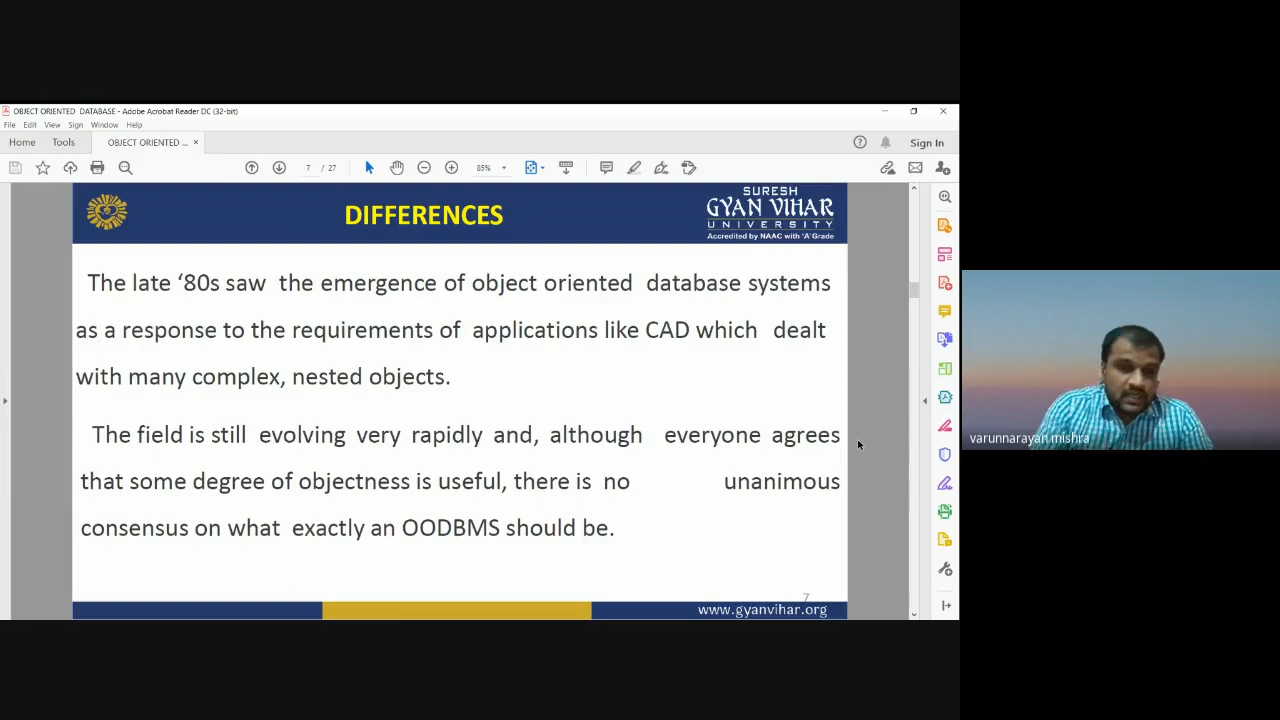 OBJECT ORIENTED DATABASE - Adobe Acrobat Reader DC (32-bit)
File Edit View Sign Window Help
Home Tools OBJECT ORIENTED ... × Sign In
7 / 27 85%
DIFFERENCES
SURESH
GYAN VIHAR
UNIVERSITY
Accredited by NAAC with 'A' Grade
The late ‘80s saw the emergence of object oriented database systems
as a response to the requirements of applications like CAD which dealt
with many complex, nested objects.
The field is still evolving very rapidly and, although everyone agrees
that some degree of objectness is useful, there is no unanimous
consensus on what exactly an OODBMS should be.
7
www.gyanvihar.org
varunnarayan mishra